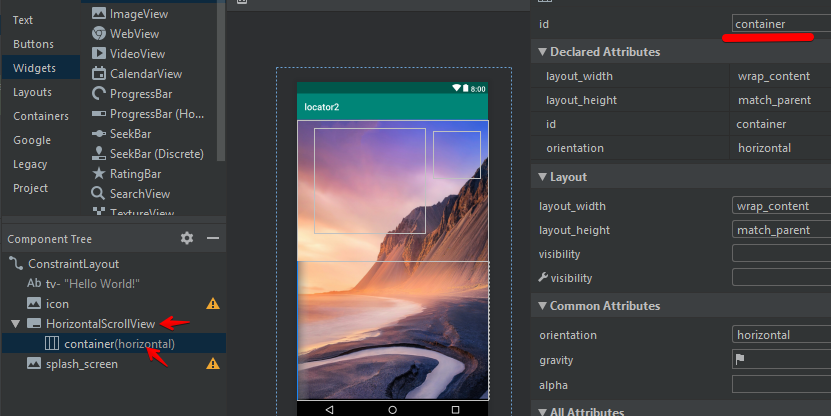 Text
Buttons
Widgets
Layouts
Containers
Google
Legacy
Project
ImageView
WebView
VideoView
CalendarView
ProgressBar
ProgressBar (Ho...
SeekBar
SeekBar (Discrete)
RatingBar
SearchView
TextureView
Component Tree
ConstraintLayout
Ab tv- "Hello World!"
icon
HorizontalScrollView
container(horizontal)
splash_screen
8:00
locator2
id container
Declared Attributes
layout_width wrap_content
layout_height match_parent
id container
orientation horizontal
Layout
layout_width wrap_content
layout_height match_parent
visibility
visibility
Common Attributes
orientation horizontal
gravity
alpha
All Attributes